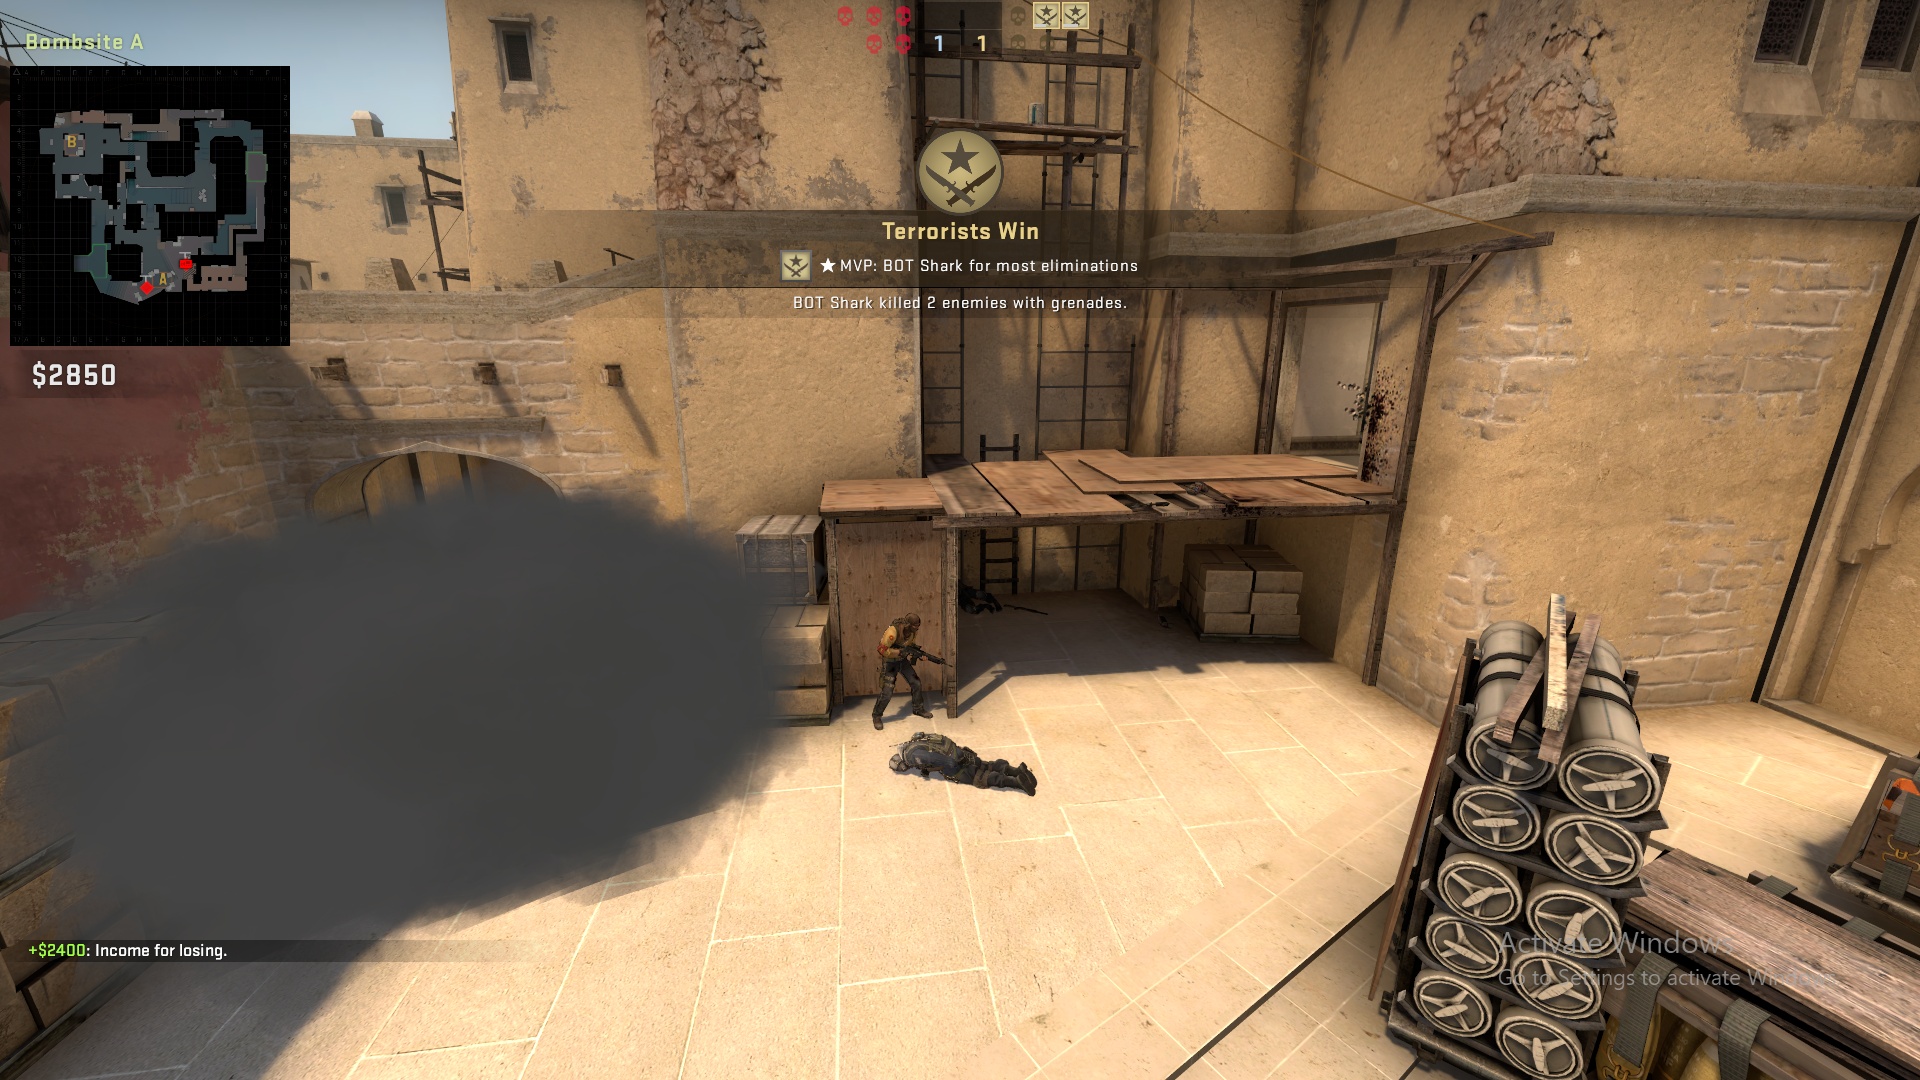 Bombsite A
1 1
B
A
Terrorists Win
★ MVP: BOT Shark for most eliminations
BOT Shark killed 2 enemies with grenades.
$2850
+$2400: Income for losing.
Activate Windows
Go to Settings to activate Windows.